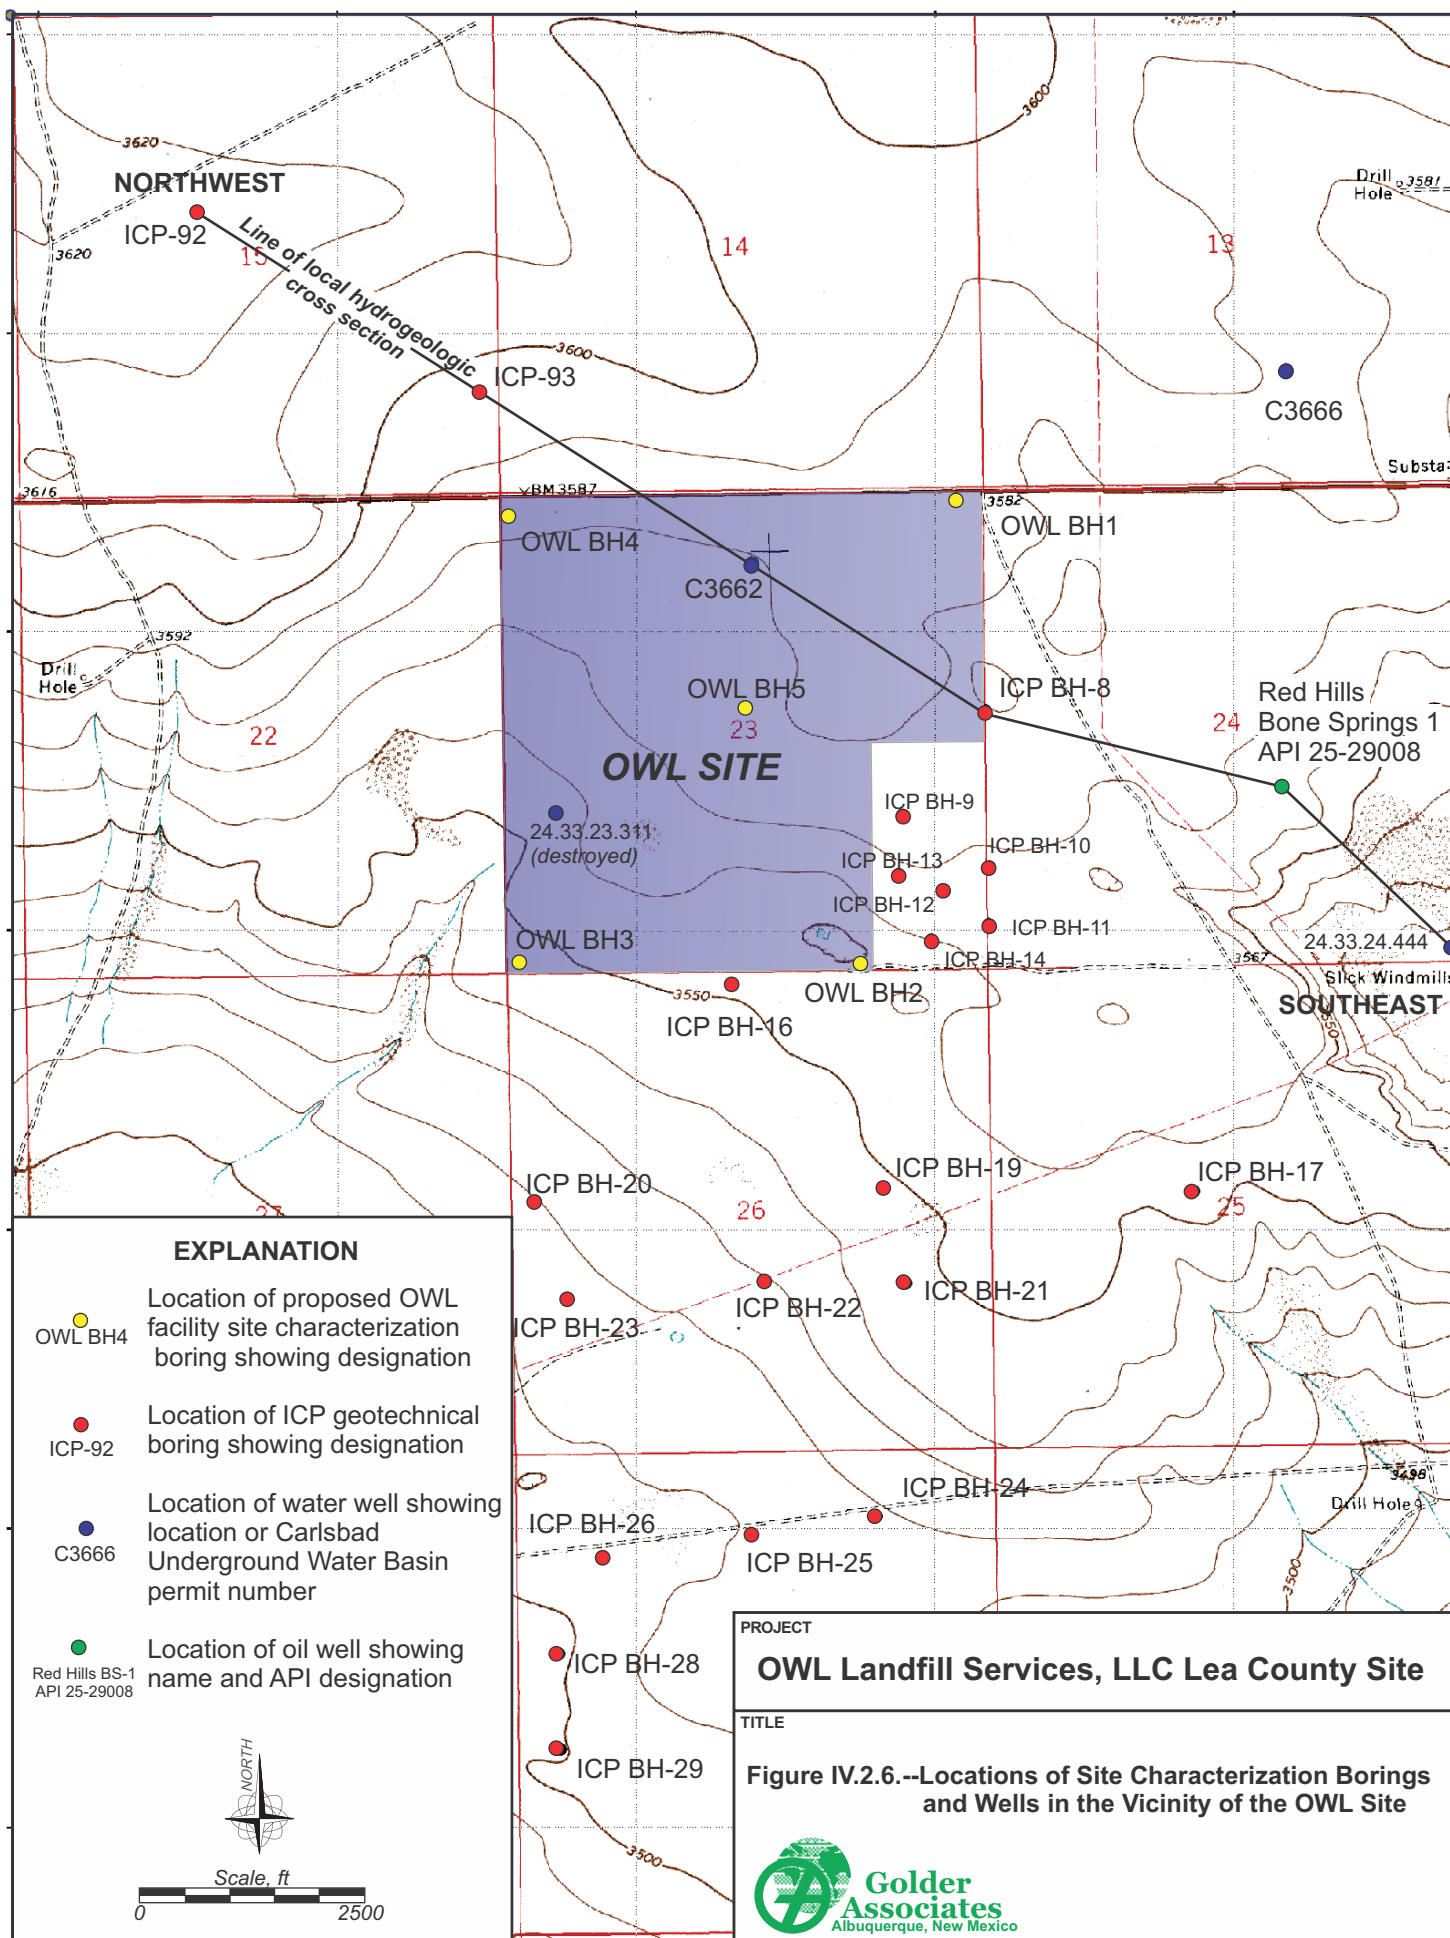 3620
NORTHWEST
ICP-92
3620
15
Line of local hydrogeologic
cross section
14
3600
13
Drill
Hole
3581
3600
ICP-93
C3666
Substa
3616
BM 3587
3582
OWL BH4
OWL BH1
C3662
3592
Drill
Hole
OWL BH5
ICP BH-8
22
23
24
Red Hills
Bone Springs 1
API 25-29008
OWL SITE
ICP BH-9
24.33.23.311
(destroyed)
ICP BH-13
ICP BH-10
ICP BH-12
ICP BH-11
OWL BH3
ICP BH-14
24.33.24.444
3567
Slick Windmills
OWL BH2
3550
SOUTHEAST
ICP BH-16
3550
ICP BH-20
ICP BH-19
ICP BH-17
27
26
25
ICP BH-21
ICP BH-22
ICP BH-23
ICP BH-24
3498
Drill Hole
ICP BH-26
ICP BH-25
3500
ICP BH-28
ICP BH-29
3500
EXPLANATION
OWL BH4
Location of proposed OWL
facility site characterization
boring showing designation
ICP-92
Location of ICP geotechnical
boring showing designation
C3666
Location of water well showing
location or Carlsbad
Underground Water Basin
permit number
Red Hills BS-1
API 25-29008
Location of oil well showing
name and API designation
NORTH
Scale, ft
0
2500
PROJECT
OWL Landfill Services, LLC Lea County Site
TITLE
Figure IV.2.6.--Locations of Site Characterization Borings
and Wells in the Vicinity of the OWL Site
Golder
Associates
Albuquerque, New Mexico